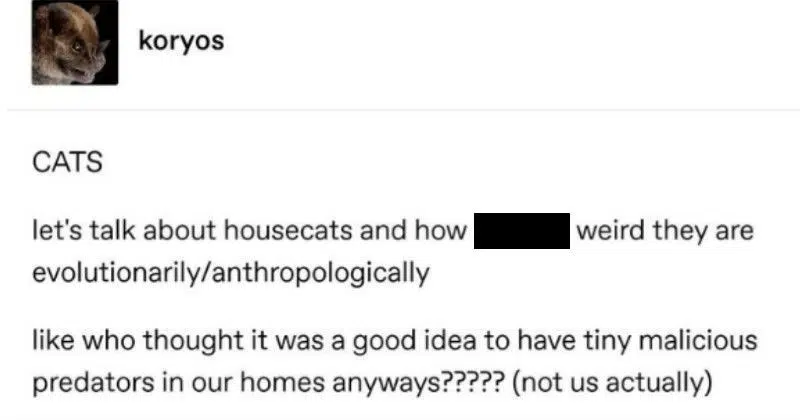 koryos
CATS
let's talk about housecats and how weird they are
evolutionarily/anthropologically
like who thought it was a good idea to have tiny malicious
predators in our homes anyways????? (not us actually)